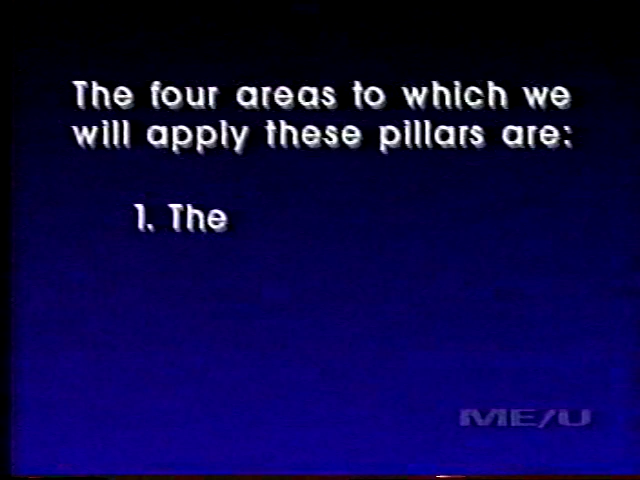 The four areas to which we
will apply these pillars are:
1. The
ME/U